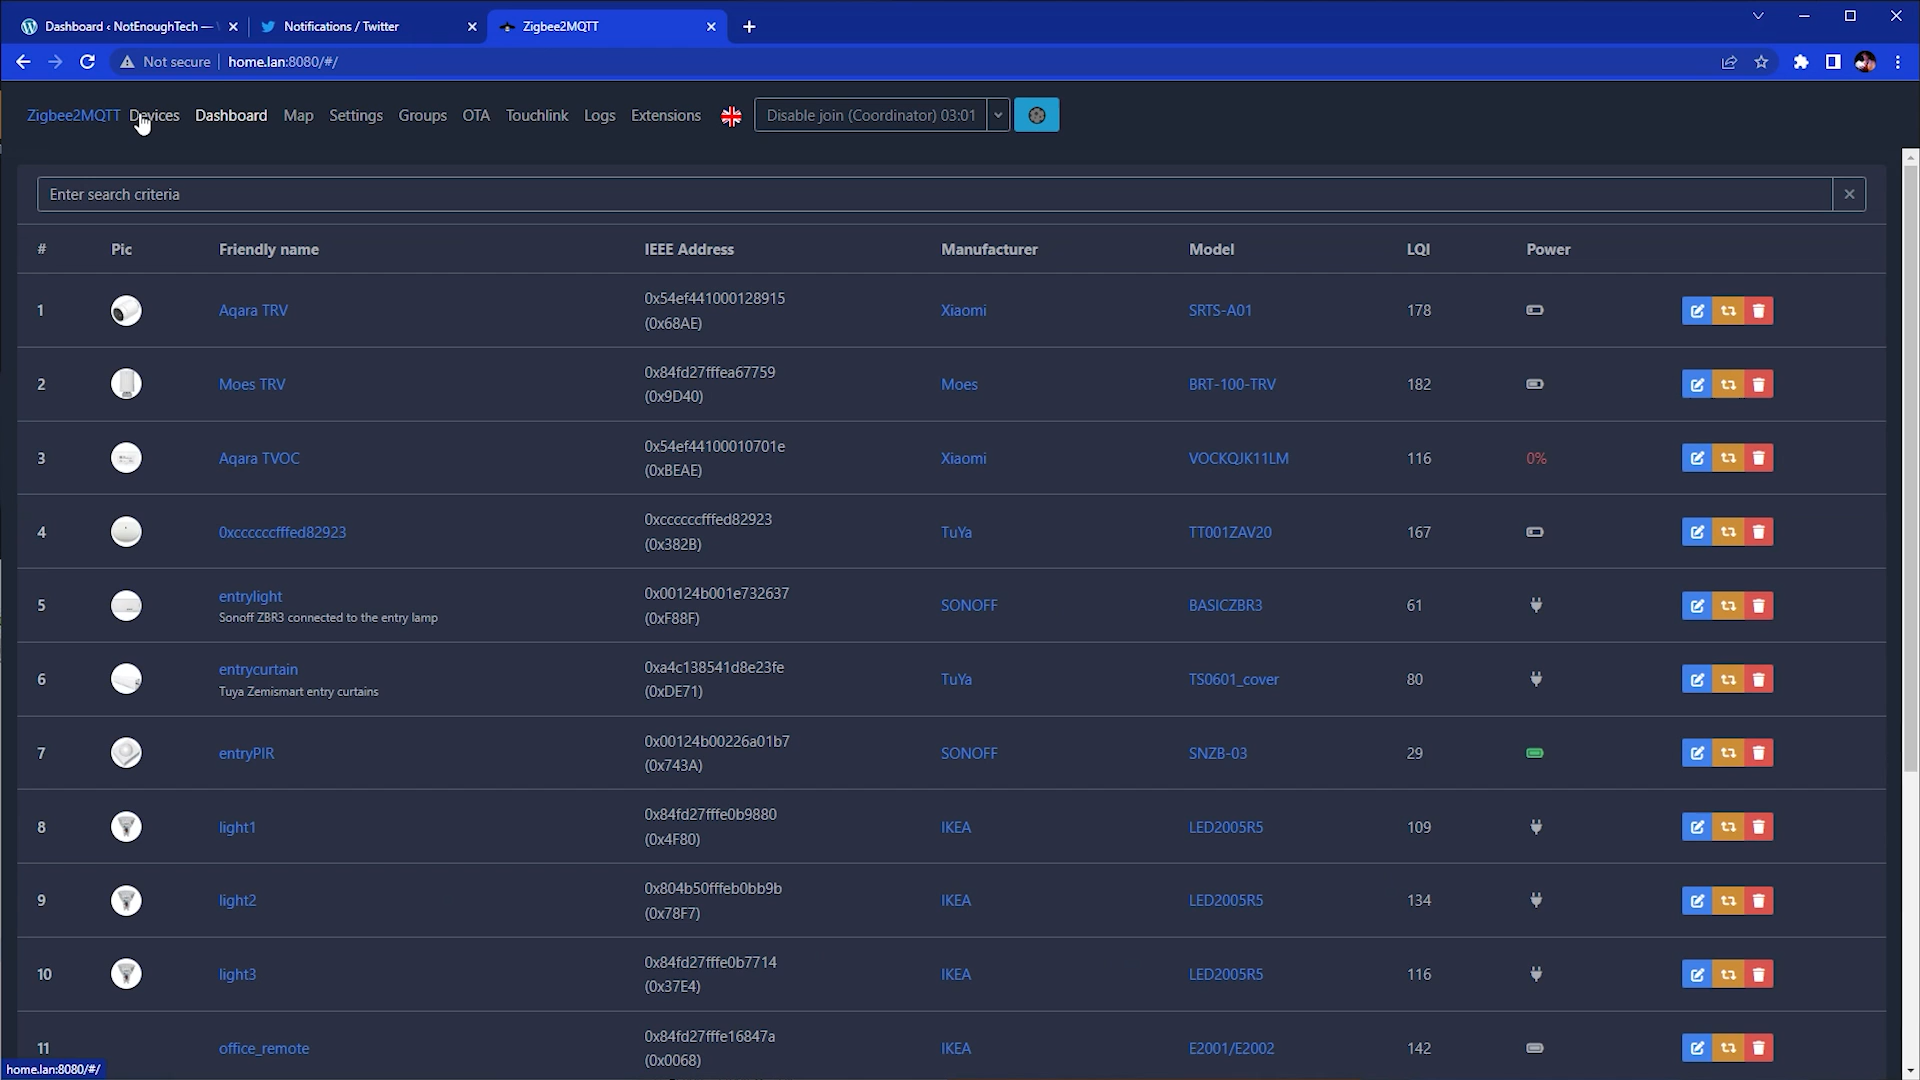 Dashboard ‹ NotEnoughTech —
Notifications / Twitter
Zigbee2MQTT
Not secure
home.lan:8080/#/
Zigbee2MQTT Devices Dashboard Map Settings Groups OTA Touchlink Logs Extensions
Disable join (Coordinator) 03:01
Enter search criteria
# Pic Friendly name IEEE Address Manufacturer Model LQI Power
1 Aqara TRV 0x54ef441000128915 (0x68AE) Xiaomi SRTS-A01 178
2 Moes TRV 0x84fd27fffea67759 (0x9D40) Moes BRT-100-TRV 182
3 Aqara TVOC 0x54ef44100010701e (0xBEAE) Xiaomi VOCKQJK11LM 116 0%
4 0xccccccfffed82923 0xccccccfffed82923 (0x382B) TuYa TT001ZAV20 167
5 entrylight 0x00124b001e732637 (0xF88F) SONOFF BASICZBR3 61
Sonoff ZBR3 connected to the entry lamp
6 entrycurtain 0xa4c138541d8e23fe (0xDE71) TuYa TS0601_cover 80
Tuya Zemismart entry curtains
7 entryPIR 0x00124b00226a01b7 (0x743A) SONOFF SNZB-03 29
8 light1 0x84fd27fffe0b9880 (0x4F80) IKEA LED2005R5 109
9 light2 0x804b50fffeb0bb9b (0x78F7) IKEA LED2005R5 134
10 light3 0x84fd27fffe0b7714 (0x37E4) IKEA LED2005R5 116
11 office_remote 0x84fd27fffe16847a (0x0068) IKEA E2001/E2002 142
home.lan:8080/#/